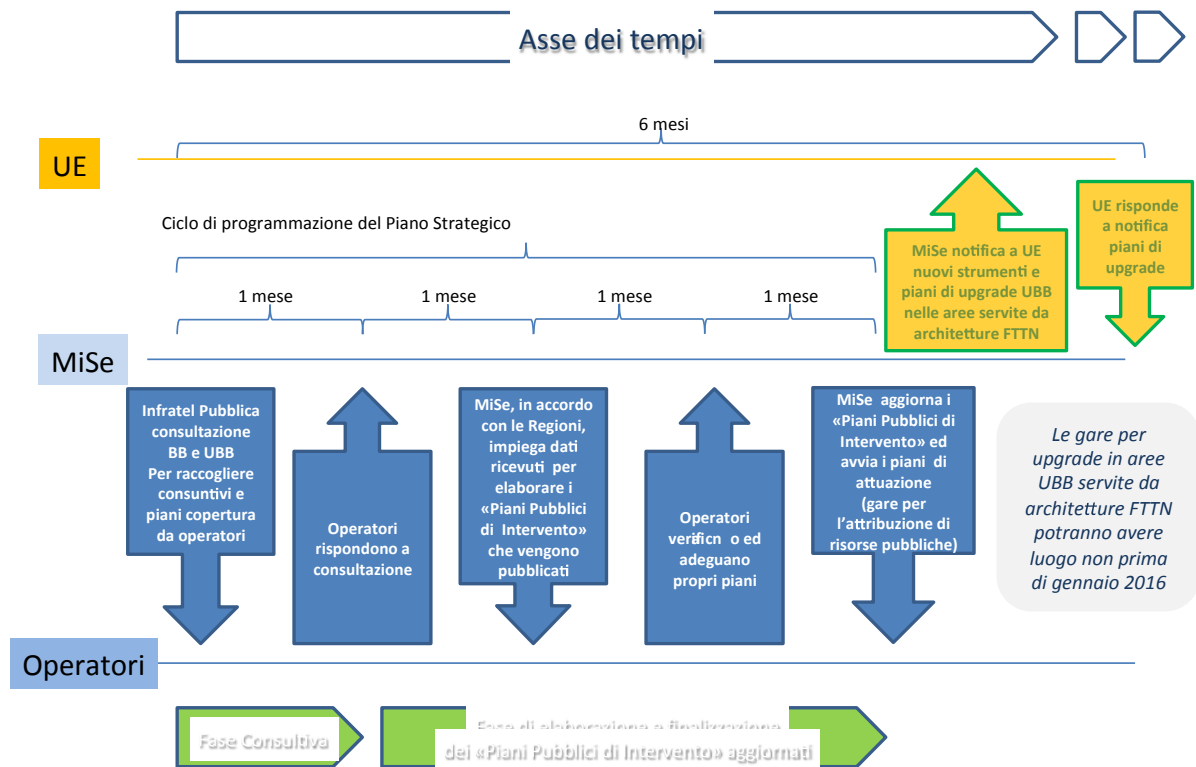 Asse dei tempi
6 mesi
UE
Ciclo di programmazione del Piano Strategico
1 mese
1 mese
1 mese
1 mese
MiSe notifica a UE
nuovi strumenti e
piani di upgrade UBB
nelle aree servite da
architetture FTTN
UE risponde
a notifica
piani di
upgrade
MiSe
Infratel Pubblica
consultazione
BB e UBB
Per raccogliere
consuntivi e
piani copertura
da operatori
Operatori
rispondono a
consultazione
MiSe, in accordo
con le Regioni,
impiega dati
ricevuti per
elaborare i
«Piani Pubblici
di Intervento»
che vengono
pubblicati
Operatori
verificn o ed
adeguano
propri piani
MiSe aggiorna i
«Piani Pubblici di
Intervento» ed
avvia i piani di
attuazione
(gare per
l'attribuzione di
risorse pubbliche)
Le gare per
upgrade in aree
UBB servite da
architetture FTTN
potranno avere
luogo non prima
di gennaio 2016
Operatori
Fase Consultiva
Fase di elaborazione e finalizzazione
dei «Piani Pubblici di Intervento» aggiornati